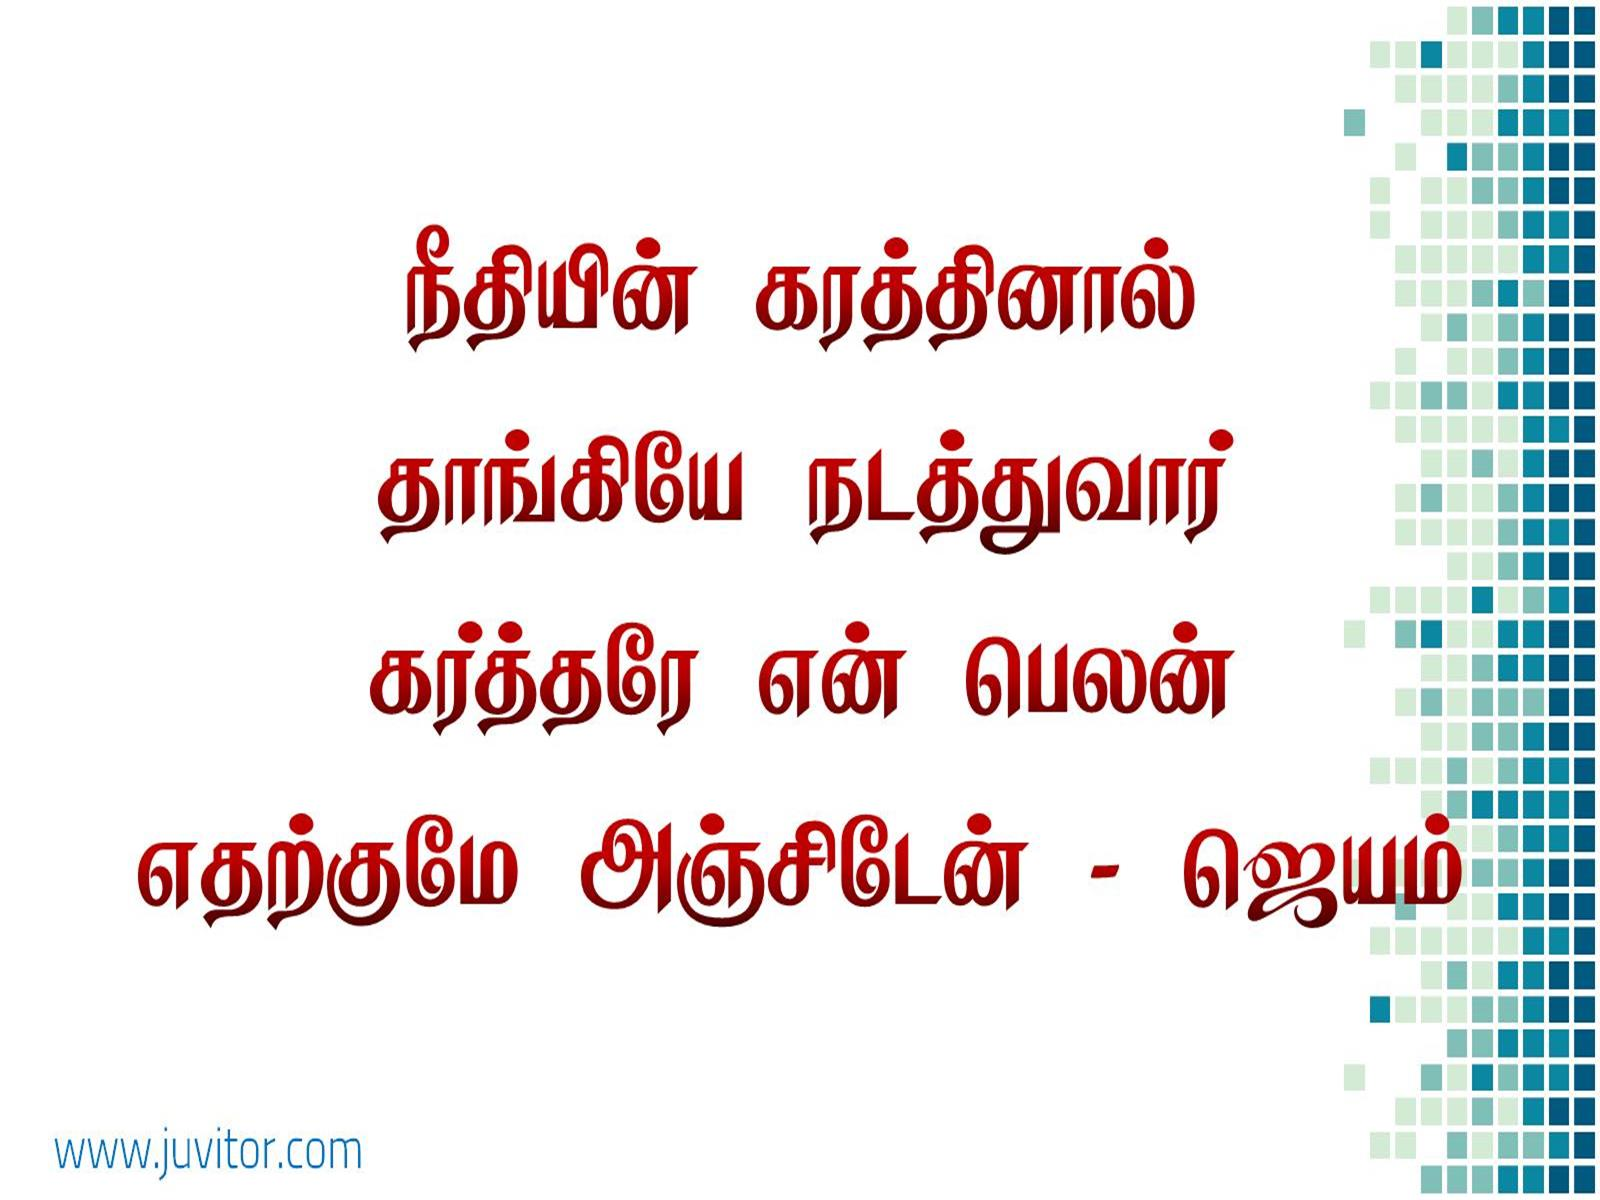 நீதியின் கரத்தினால்
தாங்கியே நடத்துவார்
கர்த்தரே என் பெலன்
எதற்குமே அஞ்சிடேன் - ஜெயம்
www.juvitor.com